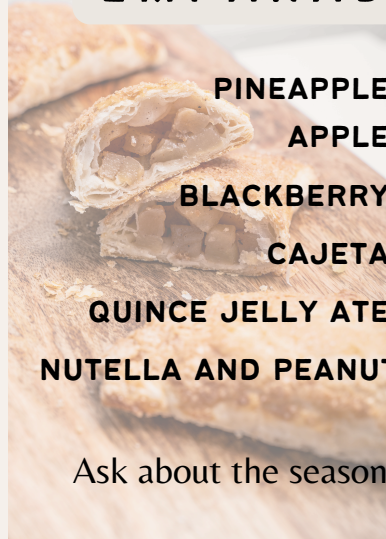 PINEAPPLE
APPLE
BLACKBERRY
CAJETA
QUINCE JELLY ATE
NUTELLA AND PEANUT
Ask about the season